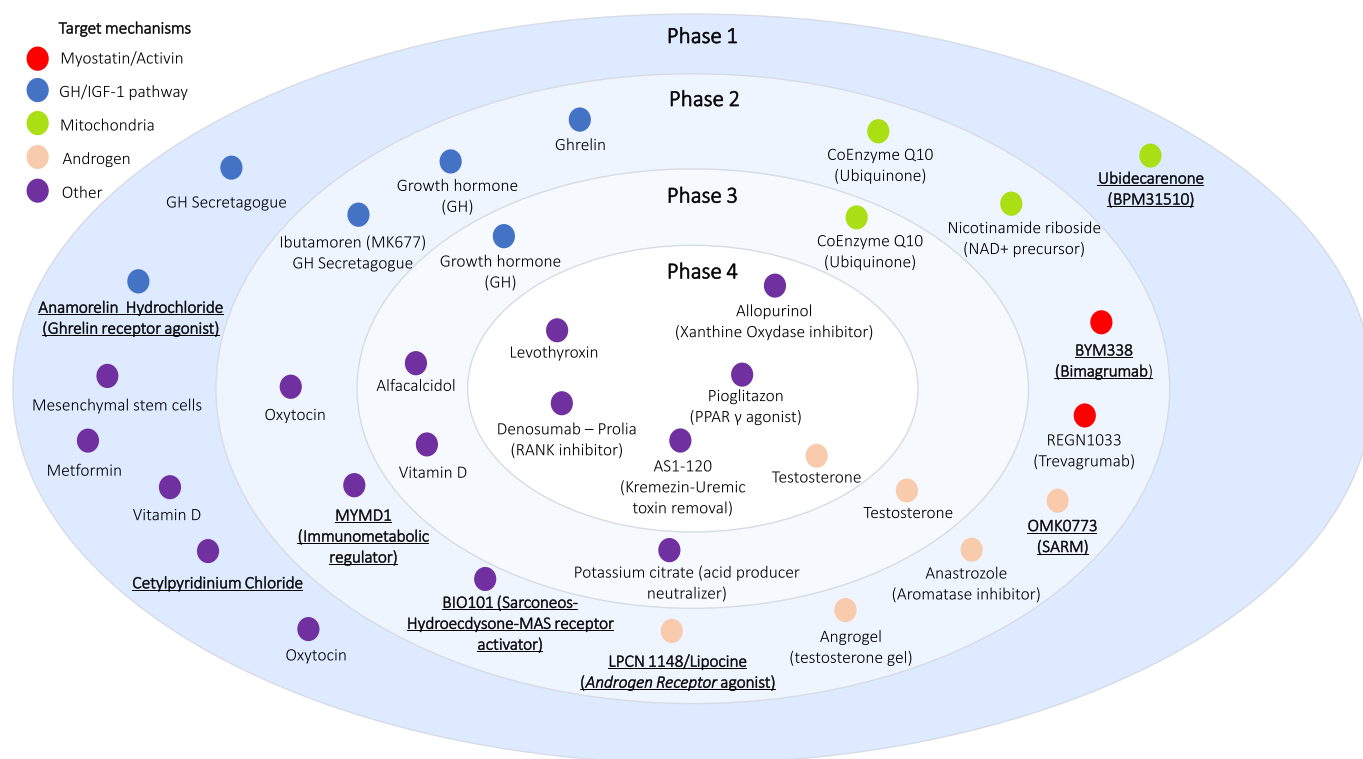 Target mechanisms
Myostatin/Activin
GH/IGF-1 pathway
Mitochondria
Androgen
Other
Phase 1
GH Secretagogue
Anamorelin Hydrochloride
(Ghrelin receptor agonist)
Mesenchymal stem cells
Metformin
Vitamin D
Cetylpyridinium Chloride
Oxytocin
Ubidecarenone
(BPM31510)
Phase 2
Ghrelin
Growth hormone
(GH)
Ibutamoren (MK677)
GH Secretagogue
Oxytocin
MYMD1
(Immunometabolic
regulator)
BIO101 (Sarconeos-
Hydroecdysone-MAS receptor
activator)
LPCN 1148/Lipocine
(Androgen Receptor agonist)
Angrogel
(testosterone gel)
Anastrozole
(Aromatase inhibitor)
OMK0773
(SARM)
REGN1033
(Trevagrumab)
BYM338
(Bimagrumab)
Nicotinamide riboside
(NAD+ precursor)
CoEnzyme Q10
(Ubiquinone)
Phase 3
Growth hormone
(GH)
CoEnzyme Q10
(Ubiquinone)
Alfacalcidol
Vitamin D
Potassium citrate (acid producer
neutralizer)
Testosterone
Phase 4
Allopurinol
(Xanthine Oxydase inhibitor)
Levothyroxin
Pioglitazon
(PPAR γ agonist)
Denosumab – Prolia
(RANK inhibitor)
AS1-120
(Kremezin-Uremic
toxin removal)
Testosterone